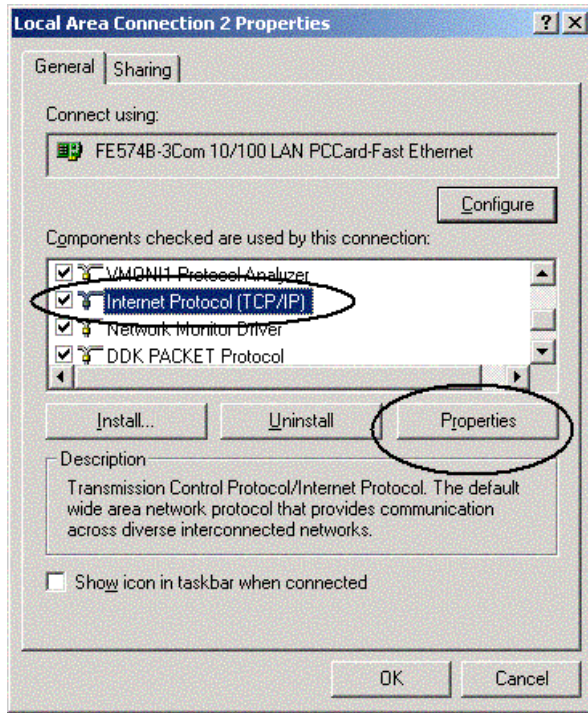 Local Area Connection 2 Properties
General
Sharing
Connect using:
FE574B-3Com 10/100 LAN PCCard-Fast Ethernet
Configure
Components checked are used by this connection:
VMONI1 Protocol Analyzer
Internet Protocol (TCP/IP)
Network Monitor Driver
DDK PACKET Protocol
Install...
Uninstall
Properties
Description
Transmission Control Protocol/Internet Protocol. The default
wide area network protocol that provides communication
across diverse interconnected networks.
Show icon in taskbar when connected
OK
Cancel